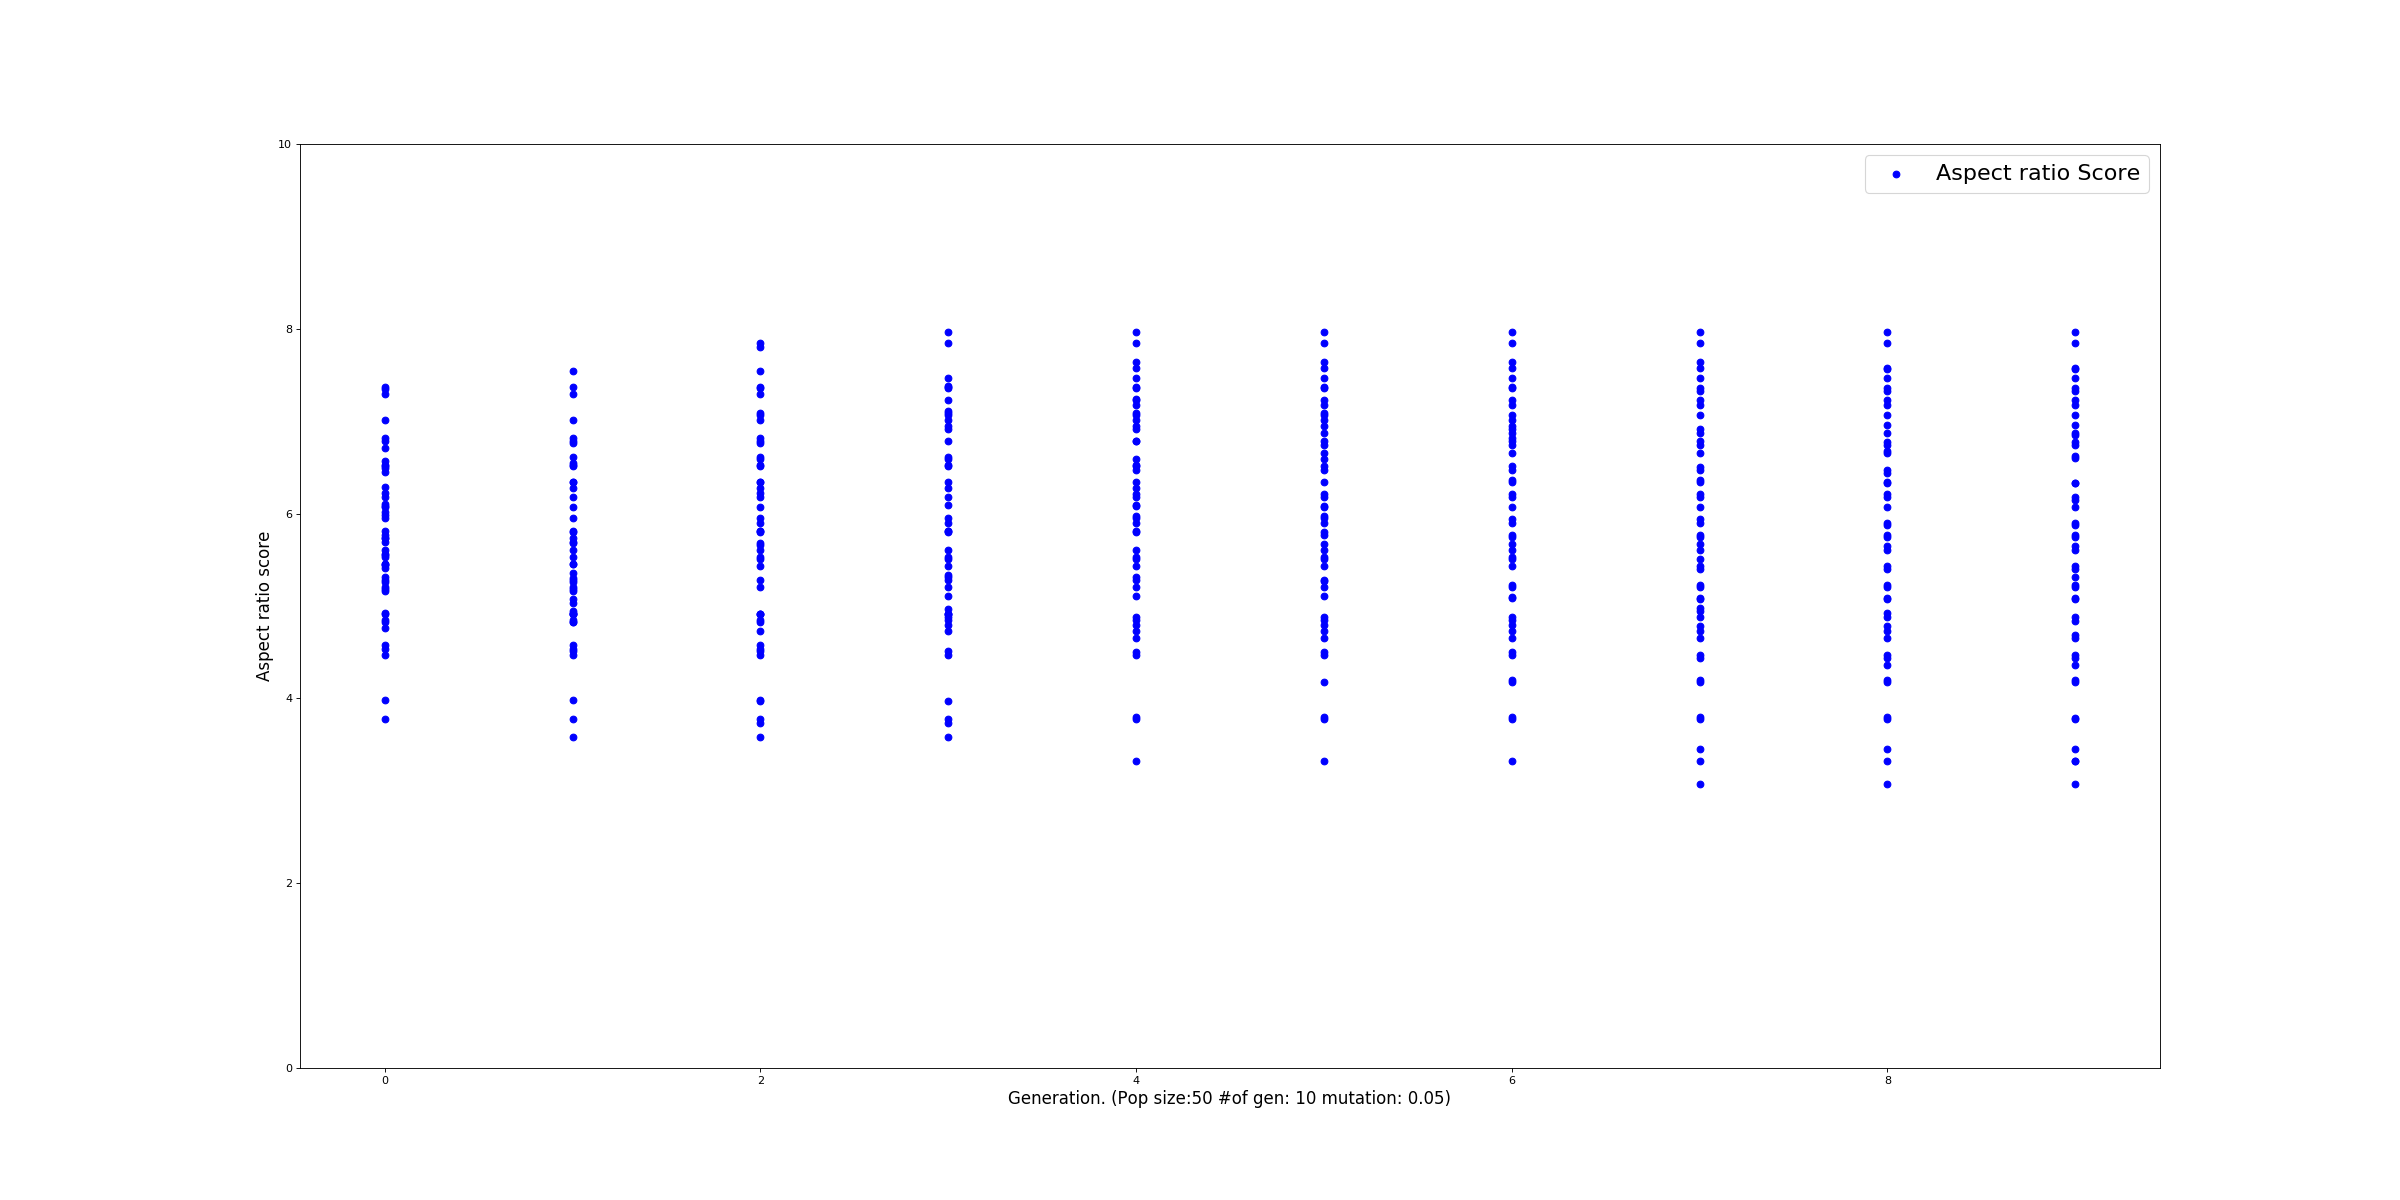 10
8
6
4
2
0
Aspect ratio score
Aspect ratio Score
0 2 4 6 8
Generation. (Pop size:50 #of gen: 10 mutation: 0.05)